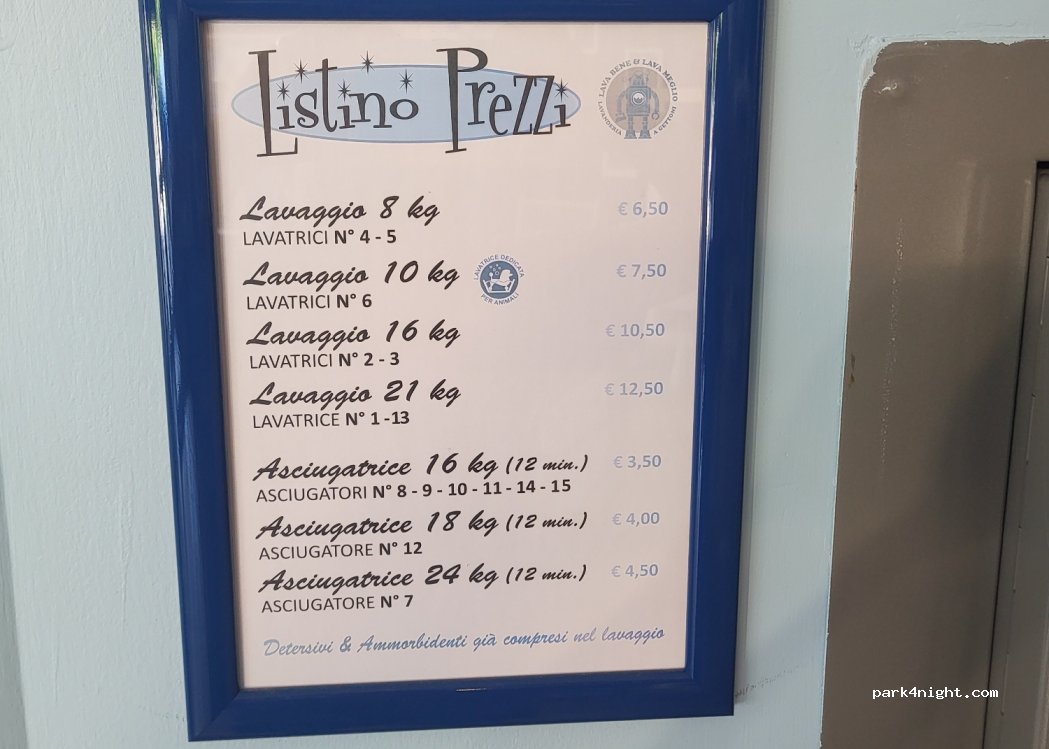 Listino Prezzi
LAVA BENE & LAVA MEGLIO
LAVANDERIA A GETTONI
Lavaggio 8 kg € 6,50
LAVATRICI N° 4 - 5
Lavaggio 10 kg € 7,50
LAVATRICE DEDICATA
PER ANIMALI
LAVATRICI N° 6
Lavaggio 16 kg € 10,50
LAVATRICI N° 2 - 3
Lavaggio 21 kg € 12,50
LAVATRICE N° 1 -13
Asciugatrice 16 kg (12 min.) € 3,50
ASCIUGATORI N° 8 - 9 - 10 - 11 - 14 - 15
Asciugatrice 18 kg (12 min.) € 4,00
ASCIUGATORE N° 12
Asciugatrice 24 kg (12 min.) € 4,50
ASCIUGATORE N° 7
Detersivi & Ammorbidenti già compresi nel lavaggio
park4night.com